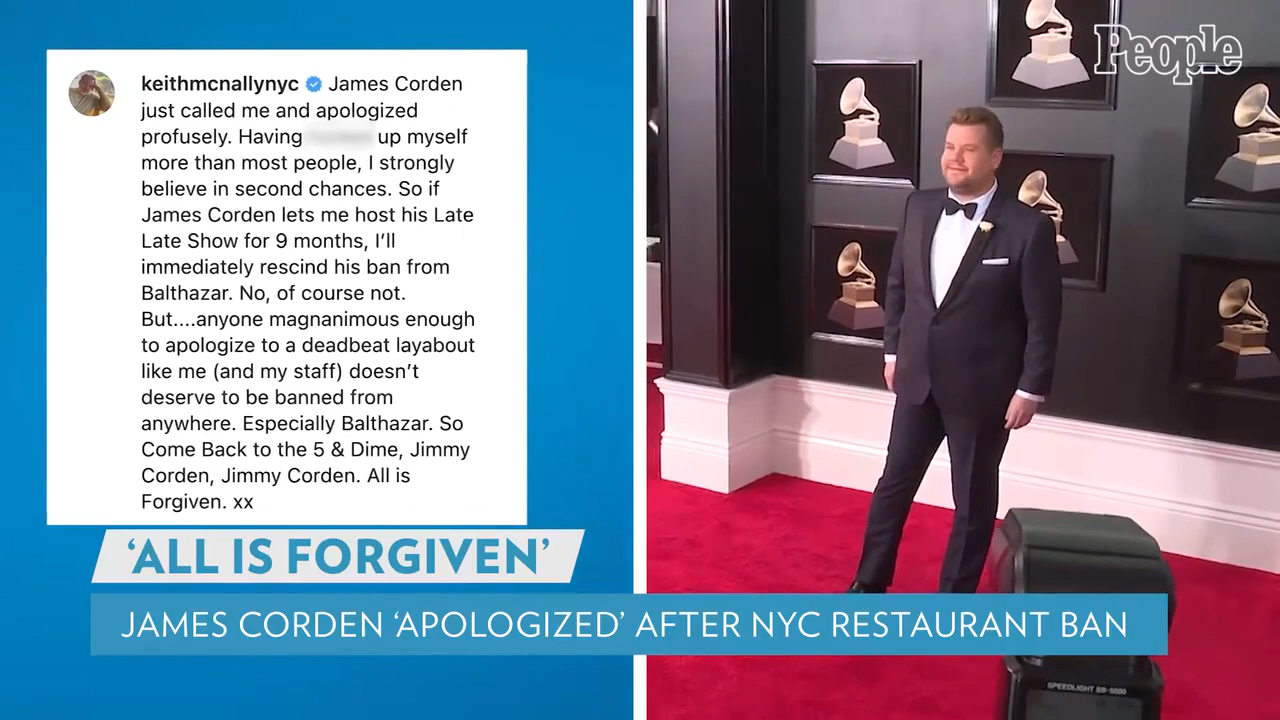 keithmcnallynyc James Corden
just called me and apologized
profusely. Having up myself
more than most people, I strongly
believe in second chances. So if
James Corden lets me host his Late
Late Show for 9 months, I’ll
immediately rescind his ban from
Balthazar. No, of course not.
But....anyone magnanimous enough
to apologize to a deadbeat layabout
like me (and my staff) doesn’t
deserve to be banned from
anywhere. Especially Balthazar. So
Come Back to the 5 & Dime, Jimmy
Corden, Jimmy Corden. All is
Forgiven. xx
People
‘ALL IS FORGIVEN’
JAMES CORDEN ‘APOLOGIZED’ AFTER NYC RESTAURANT BAN
SPEEDLIGHT SB-5000